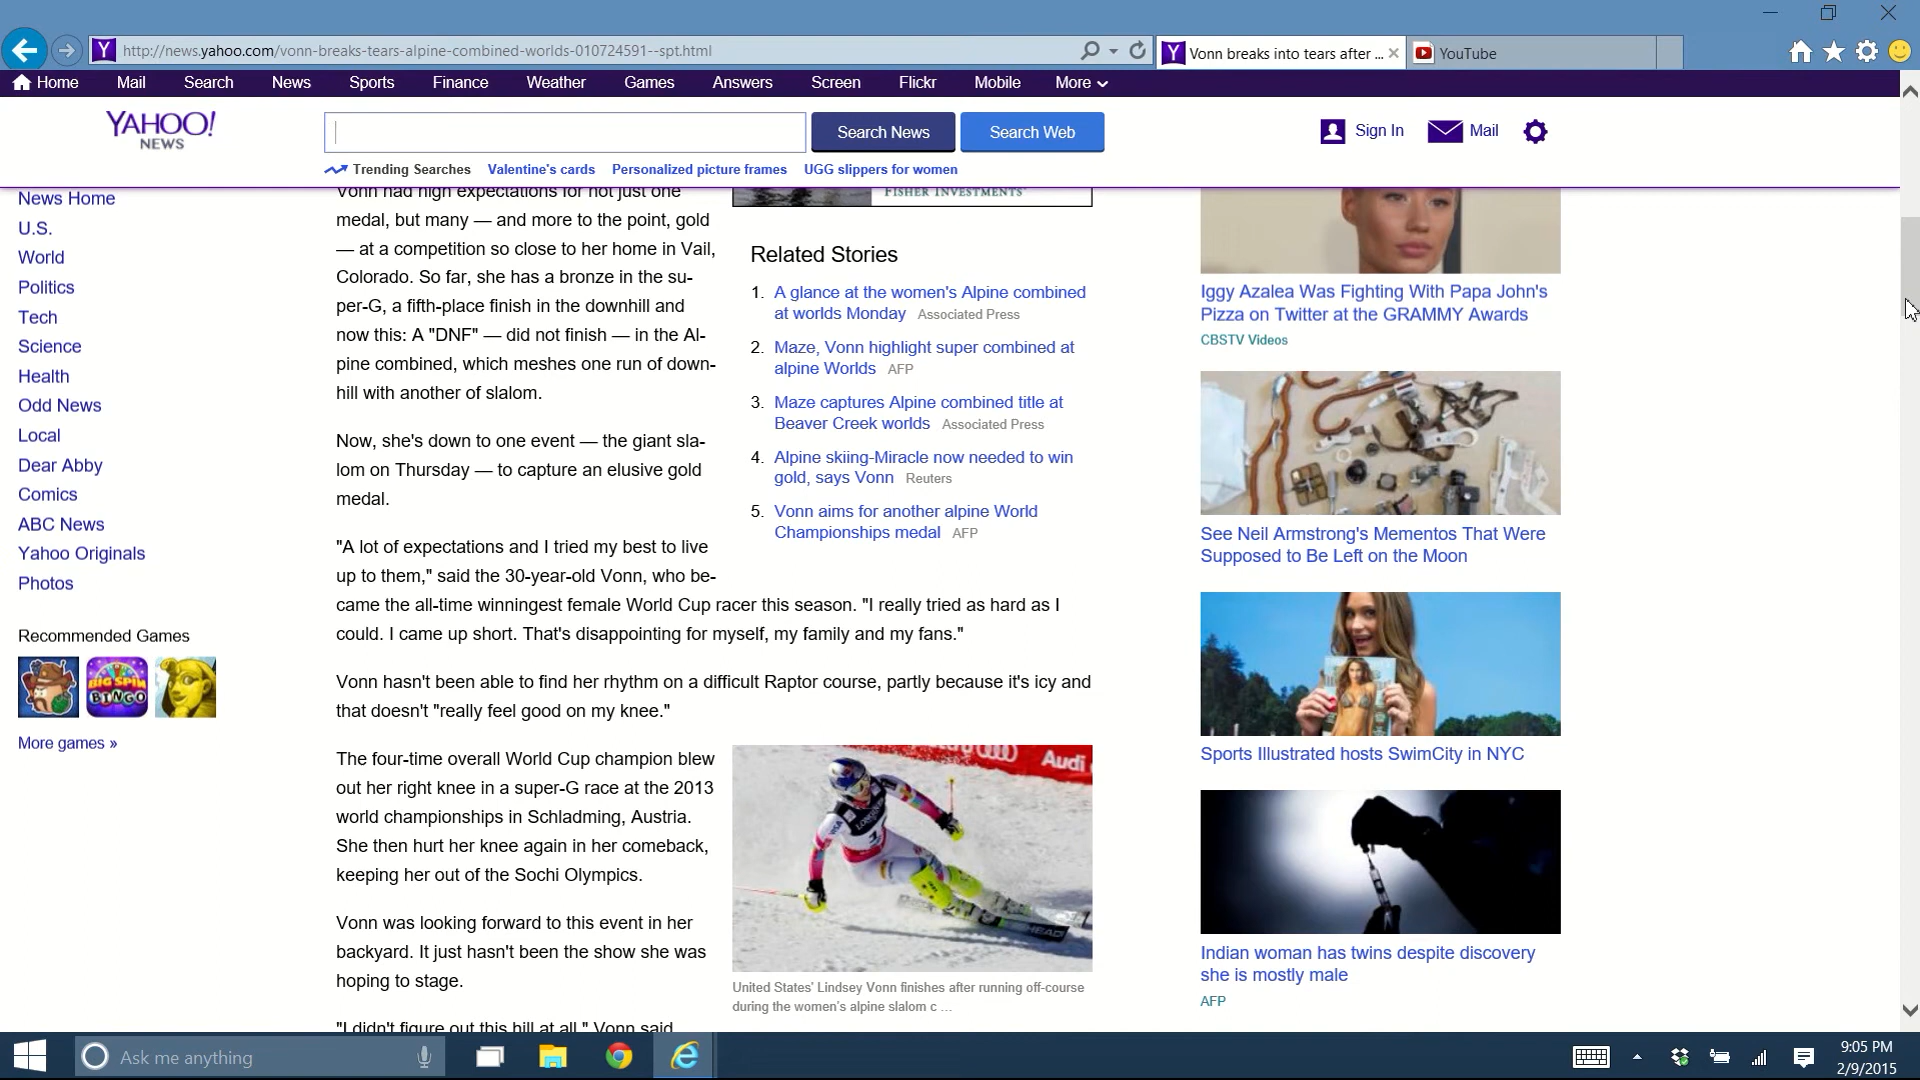 http://news.yahoo.com/vonn-breaks-tears-alpine-combined-worlds-010724591--spt.html
Vonn breaks into tears after ...
YouTube
Home Mail Search News Sports Finance Weather Games Answers Screen Flickr Mobile More
YAHOO!
NEWS
Search News
Search Web
Sign In
Mail
Trending Searches Valentine's cards Personalized picture frames UGG slippers for women
News Home
U.S.
World
Politics
Tech
Science
Health
Odd News
Local
Dear Abby
Comics
ABC News
Yahoo Originals
Photos
Recommended Games
BIG SPIN
BINGO
More games »
Vonn had high expectations for not just one
medal, but many — and more to the point, gold
— at a competition so close to her home in Vail,
Colorado. So far, she has a bronze in the su-
per-G, a fifth-place finish in the downhill and
now this: A "DNF" — did not finish — in the Al-
pine combined, which meshes one run of down-
hill with another of slalom.
Now, she's down to one event — the giant sla-
lom on Thursday — to capture an elusive gold
medal.
"A lot of expectations and I tried my best to live
up to them," said the 30-year-old Vonn, who be-
came the all-time winningest female World Cup racer this season. "I really tried as hard as I
could. I came up short. That's disappointing for myself, my family and my fans."
Vonn hasn't been able to find her rhythm on a difficult Raptor course, partly because it's icy and
that doesn't "really feel good on my knee."
The four-time overall World Cup champion blew
out her right knee in a super-G race at the 2013
world championships in Schladming, Austria.
She then hurt her knee again in her comeback,
keeping her out of the Sochi Olympics.
Vonn was looking forward to this event in her
backyard. It just hasn't been the show she was
hoping to stage.
"I didn't figure out this hill at all," Vonn said
FISHER INVESTMENTS
Related Stories
1. A glance at the women's Alpine combined
at worlds Monday Associated Press
2. Maze, Vonn highlight super combined at
alpine Worlds AFP
3. Maze captures Alpine combined title at
Beaver Creek worlds Associated Press
4. Alpine skiing-Miracle now needed to win
gold, says Vonn Reuters
5. Vonn aims for another alpine World
Championships medal AFP
Audi
HEAD
United States' Lindsey Vonn finishes after running off-course
during the women's alpine slalom c ...
Iggy Azalea Was Fighting With Papa John's
Pizza on Twitter at the GRAMMY Awards
CBSTV Videos
See Neil Armstrong's Mementos That Were
Supposed to Be Left on the Moon
Sports Illustrated hosts SwimCity in NYC
Indian woman has twins despite discovery
she is mostly male
AFP
Ask me anything
9:05 PM
2/9/2015